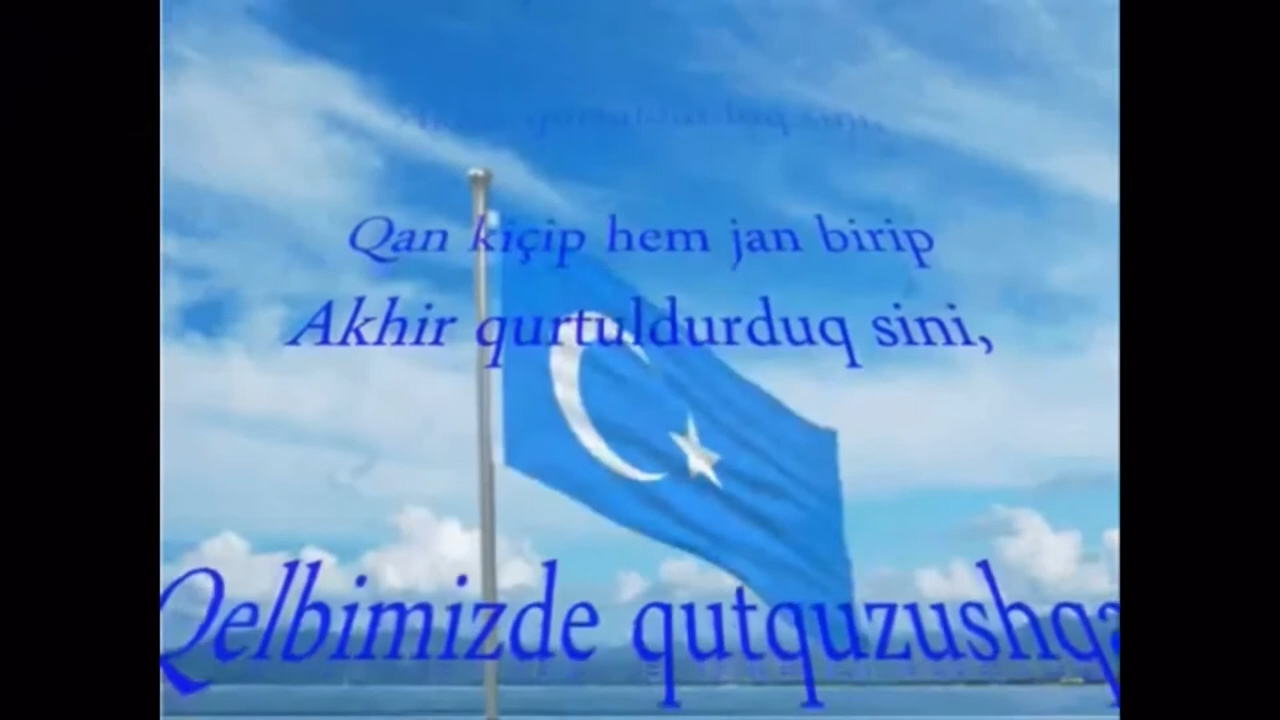 Qan kiçip hem jan birip
Akhir qurtuldurduq sini,
Qelbimizde qutquzushqa